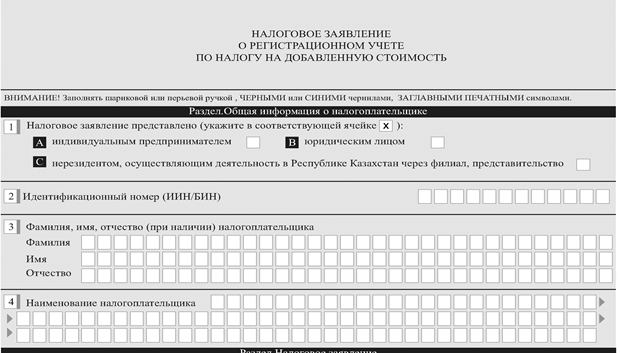 НАЛОГОВОЕ ЗАЯВЛЕНИЕ
О РЕГИСТРАЦИОННОМ УЧЕТЕ
ПО НАЛОГУ НА ДОБАВЛЕННУЮ СТОИМОСТЬ
ВНИМАНИЕ! Заполнять шариковой или перьевой ручкой , ЧЕРНЫМИ или СИНИМИ чернилами, ЗАГЛАВНЫМИ ПЕЧАТНЫМИ символами.
Раздел.Общая информация о налогоплательщике
1 Налоговое заявление представлено (укажите в соответствующей ячейке X ):
A индивидуальным предпринимателем B юридическим лицом
C нерезидентом, осуществляющим деятельность в Республике Казахстан через филиал, представительство
2 Идентификационный номер (ИИН/БИН)
3 Фамилия, имя, отчество (при наличии) налогоплательщика
Фамилия
Имя
Отчество
4 Наименование налогоплательщика
Раздел.Налоговое заявление